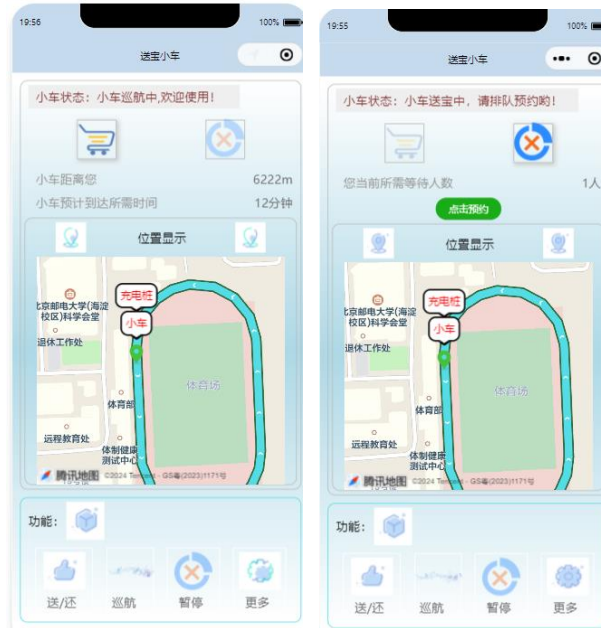 19:56
100%
送宝小车
小车状态：小车巡航中,欢迎使用！
小车距离您
6222m
小车预计到达所需时间
12分钟
位置显示
北京邮电大学(海淀
校区)科学会堂
退休工作处
充电桩
小车
体育场
体育部
远程教育处
体制健康
测试中心
腾讯地图
©2024 Tencent - GS粤(2023)1171号
功能：
送/还
巡航
暂停
更多
19:55
100%
送宝小车
小车状态：小车送宝中，请排队预约哟！
您当前所需等待人数
1人
点击预约
位置显示
北京邮电大学(海淀
校区)科学会堂
退休工作处
充电桩
小车
体育场
体育部
远程教育处
体制健康
测试中心
腾讯地图
©2024 Tencent - GS粤(2023)1171号
功能：
送/还
巡航
暂停
更多